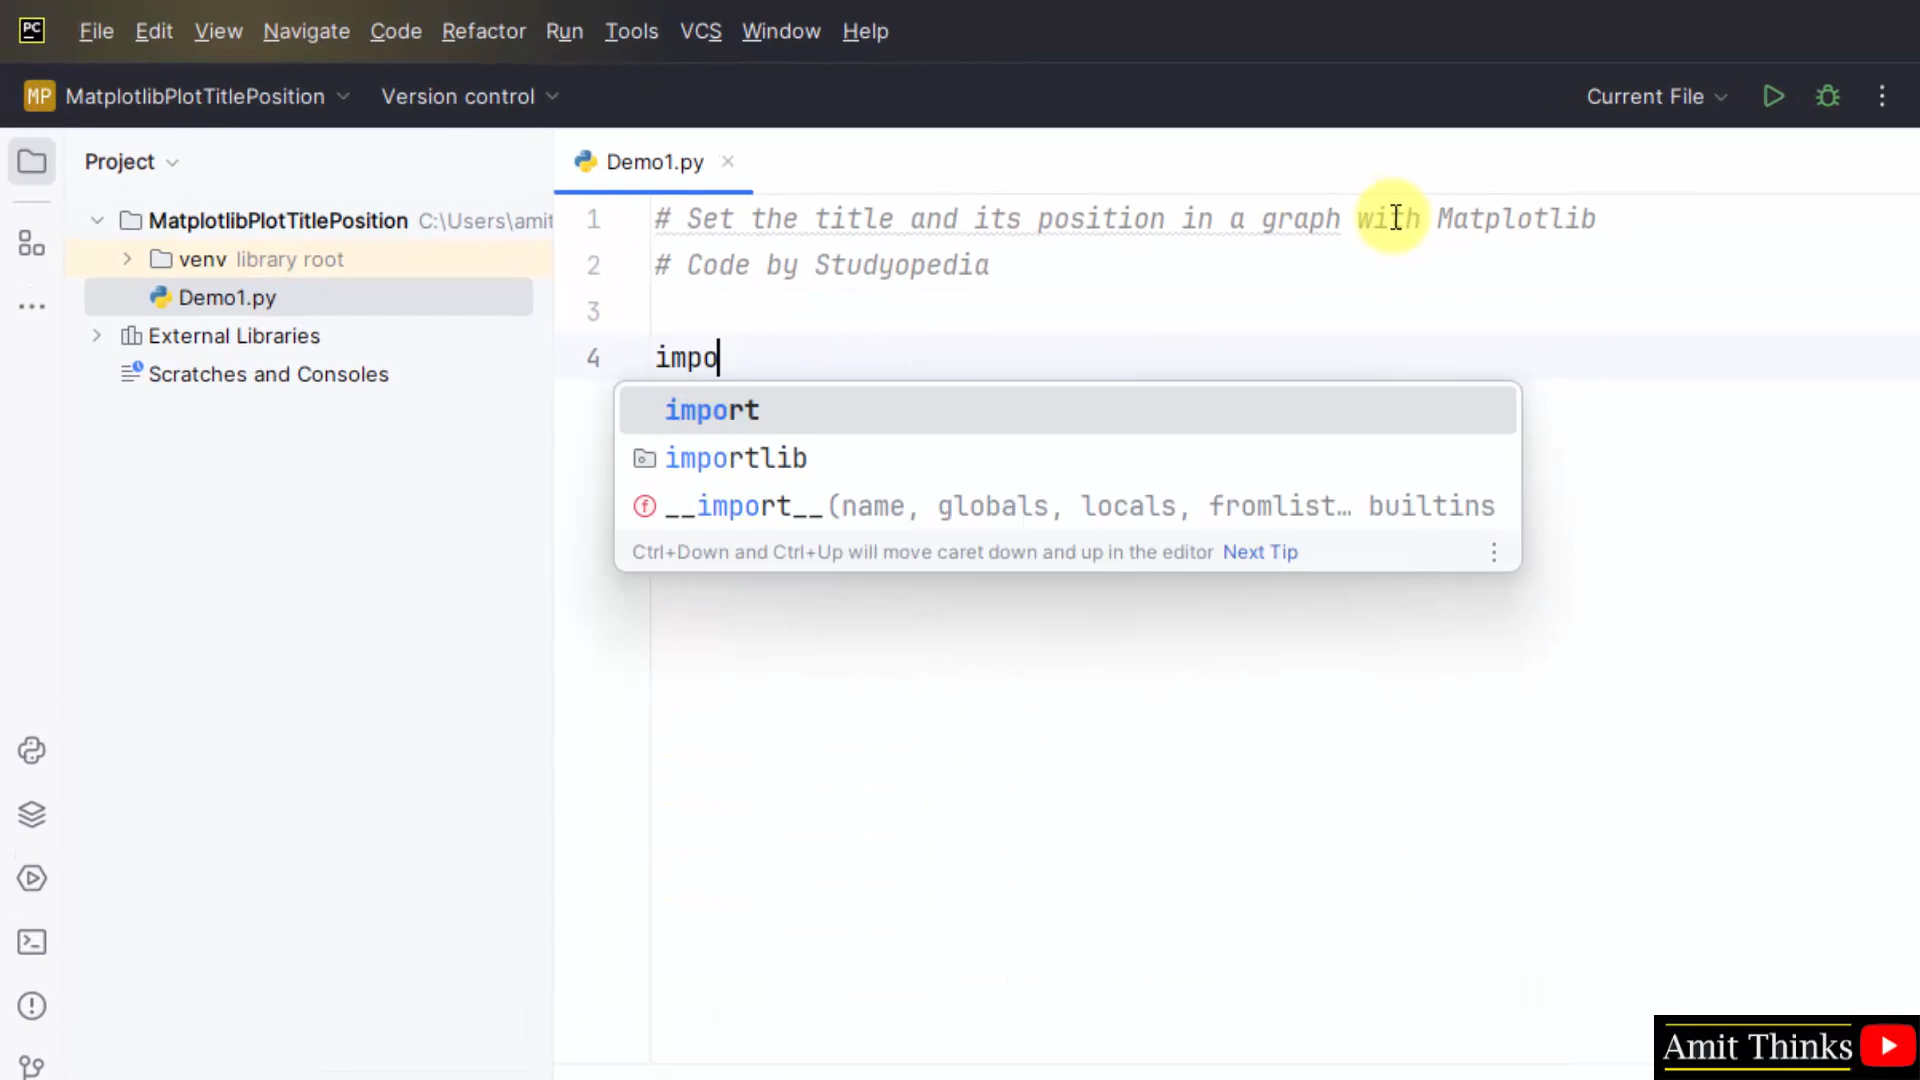 PC File Edit View Navigate Code Refactor Run Tools VCS Window Help
MP MatplotlibPlotTitlePosition Version control Current File
Project
Demo1.py
MatplotlibPlotTitlePosition C:\Users\amit
venv library root
Demo1.py
External Libraries
Scratches and Consoles
1 # Set the title and its position in a graph with Matplotlib
2 # Code by Studyopedia
3
4 impo
import
importlib
f __import__(name, globals, locals, fromlist… builtins
Ctrl+Down and Ctrl+Up will move caret down and up in the editor Next Tip
Amit Thinks